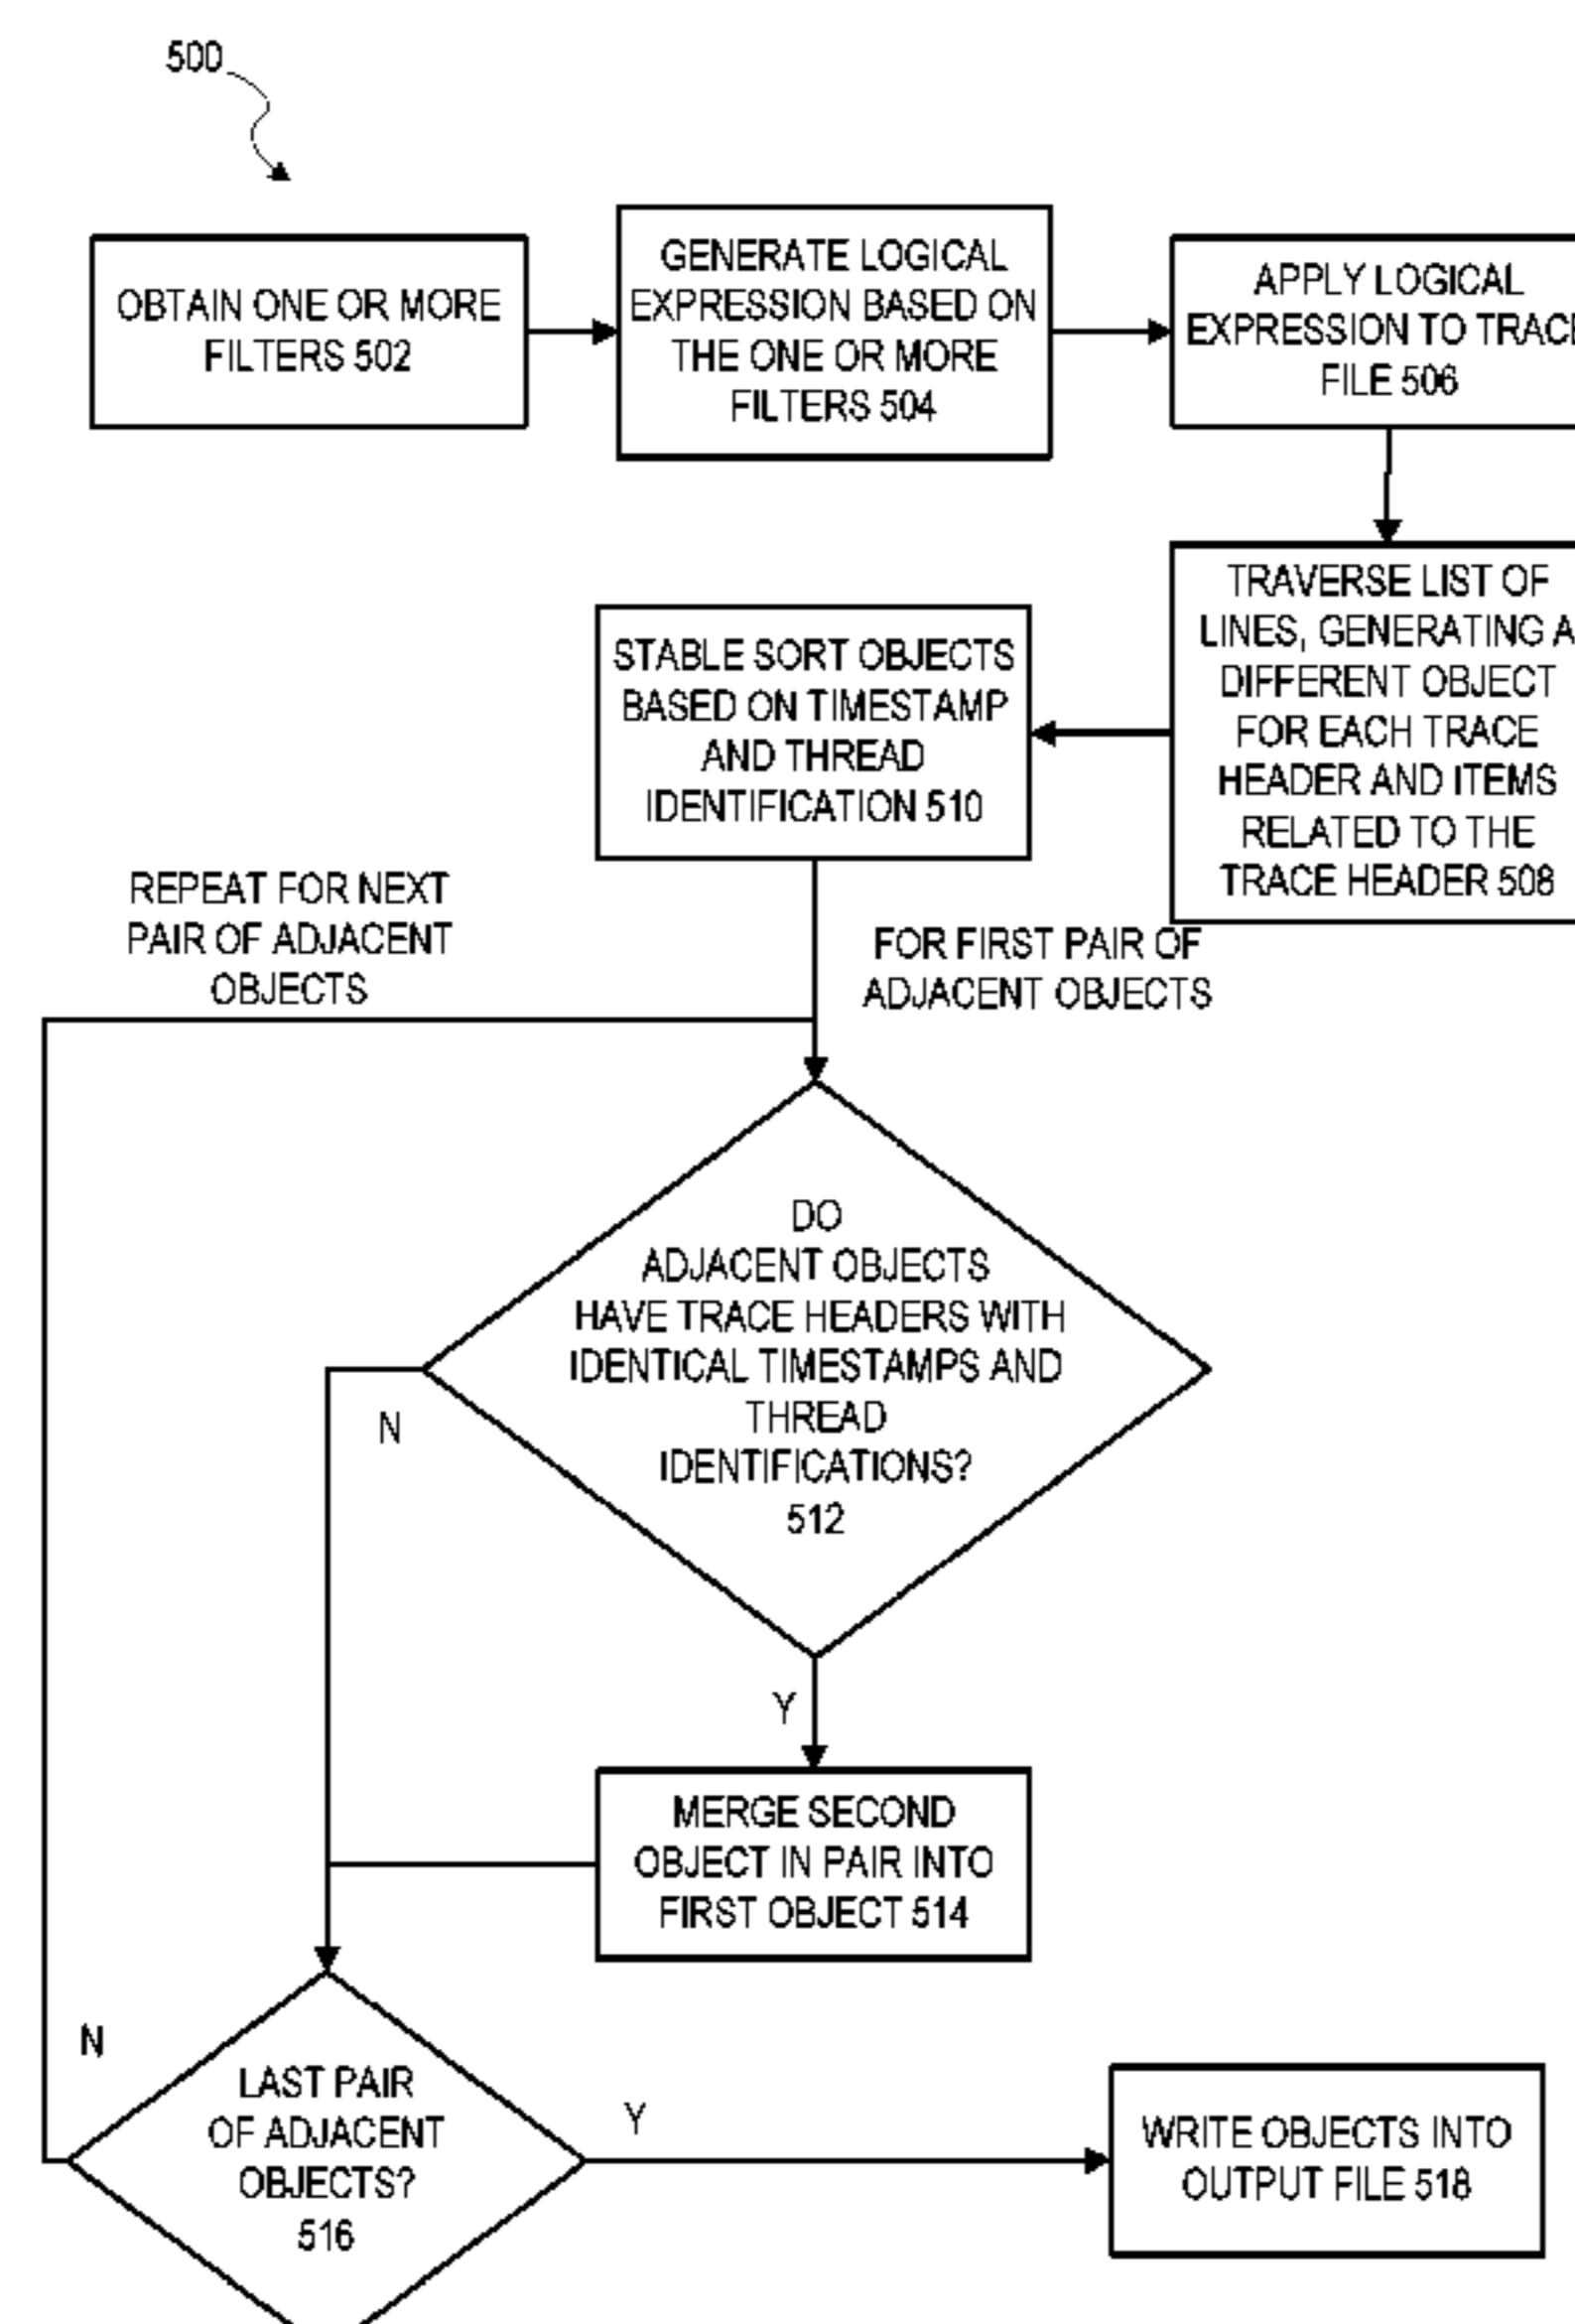 500
OBTAIN ONE OR MORE
FILTERS 502
GENERATE LOGICAL
EXPRESSION BASED ON
THE ONE OR MORE
FILTERS 504
APPLY LOGICAL
EXPRESSION TO TRACE
FILE 506
TRAVERSE LIST OF
LINES, GENERATING A
DIFFERENT OBJECT
FOR EACH TRACE
HEADER AND ITEMS
RELATED TO THE
TRACE HEADER 508
STABLE SORT OBJECTS
BASED ON TIMESTAMP
AND THREAD
IDENTIFICATION 510
REPEAT FOR NEXT
PAIR OF ADJACENT
OBJECTS
FOR FIRST PAIR OF
ADJACENT OBJECTS
DO
ADJACENT OBJECTS
HAVE TRACE HEADERS WITH
IDENTICAL TIMESTAMPS AND
THREAD
IDENTIFICATIONS?
512
N
Y
MERGE SECOND
OBJECT IN PAIR INTO
FIRST OBJECT 514
N
LAST PAIR
OF ADJACENT
OBJECTS?
516
Y
WRITE OBJECTS INTO
OUTPUT FILE 518